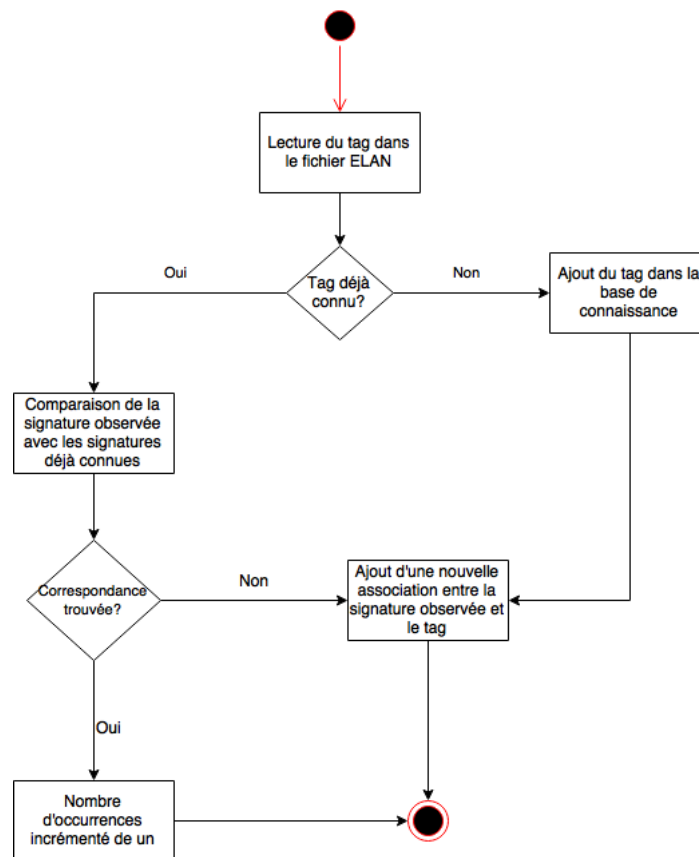 Lecture du tag dans
le fichier ELAN
Oui
Tag déjà
connu?
Non
Ajout du tag dans la
base de
connaissance
Comparaison de la
signature observée
avec les signatures
déjà connues
Correspondance
trouvée?
Non
Ajout d'une nouvelle
association entre la
signature observée et
le tag
Oui
Nombre
d'occurrences
incrémenté de un